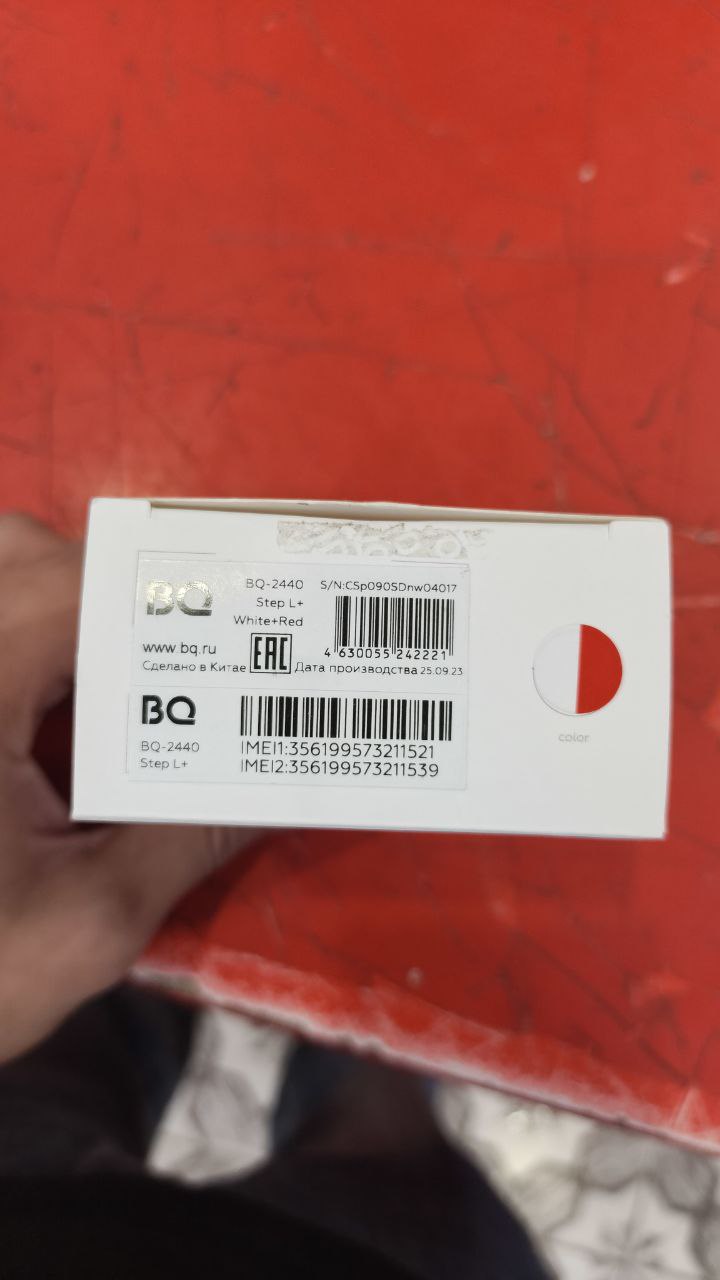 BQ
BQ-2440
Step L+
White+Red
S/N:CSp0905Dnw04017
4 630055 242221
www.bq.ru
Сделано в Китае
EAC
Дата производства 25.09.23
BQ
BQ-2440
Step L+
IMEI1:356199573211521
IMEI2:356199573211539
color